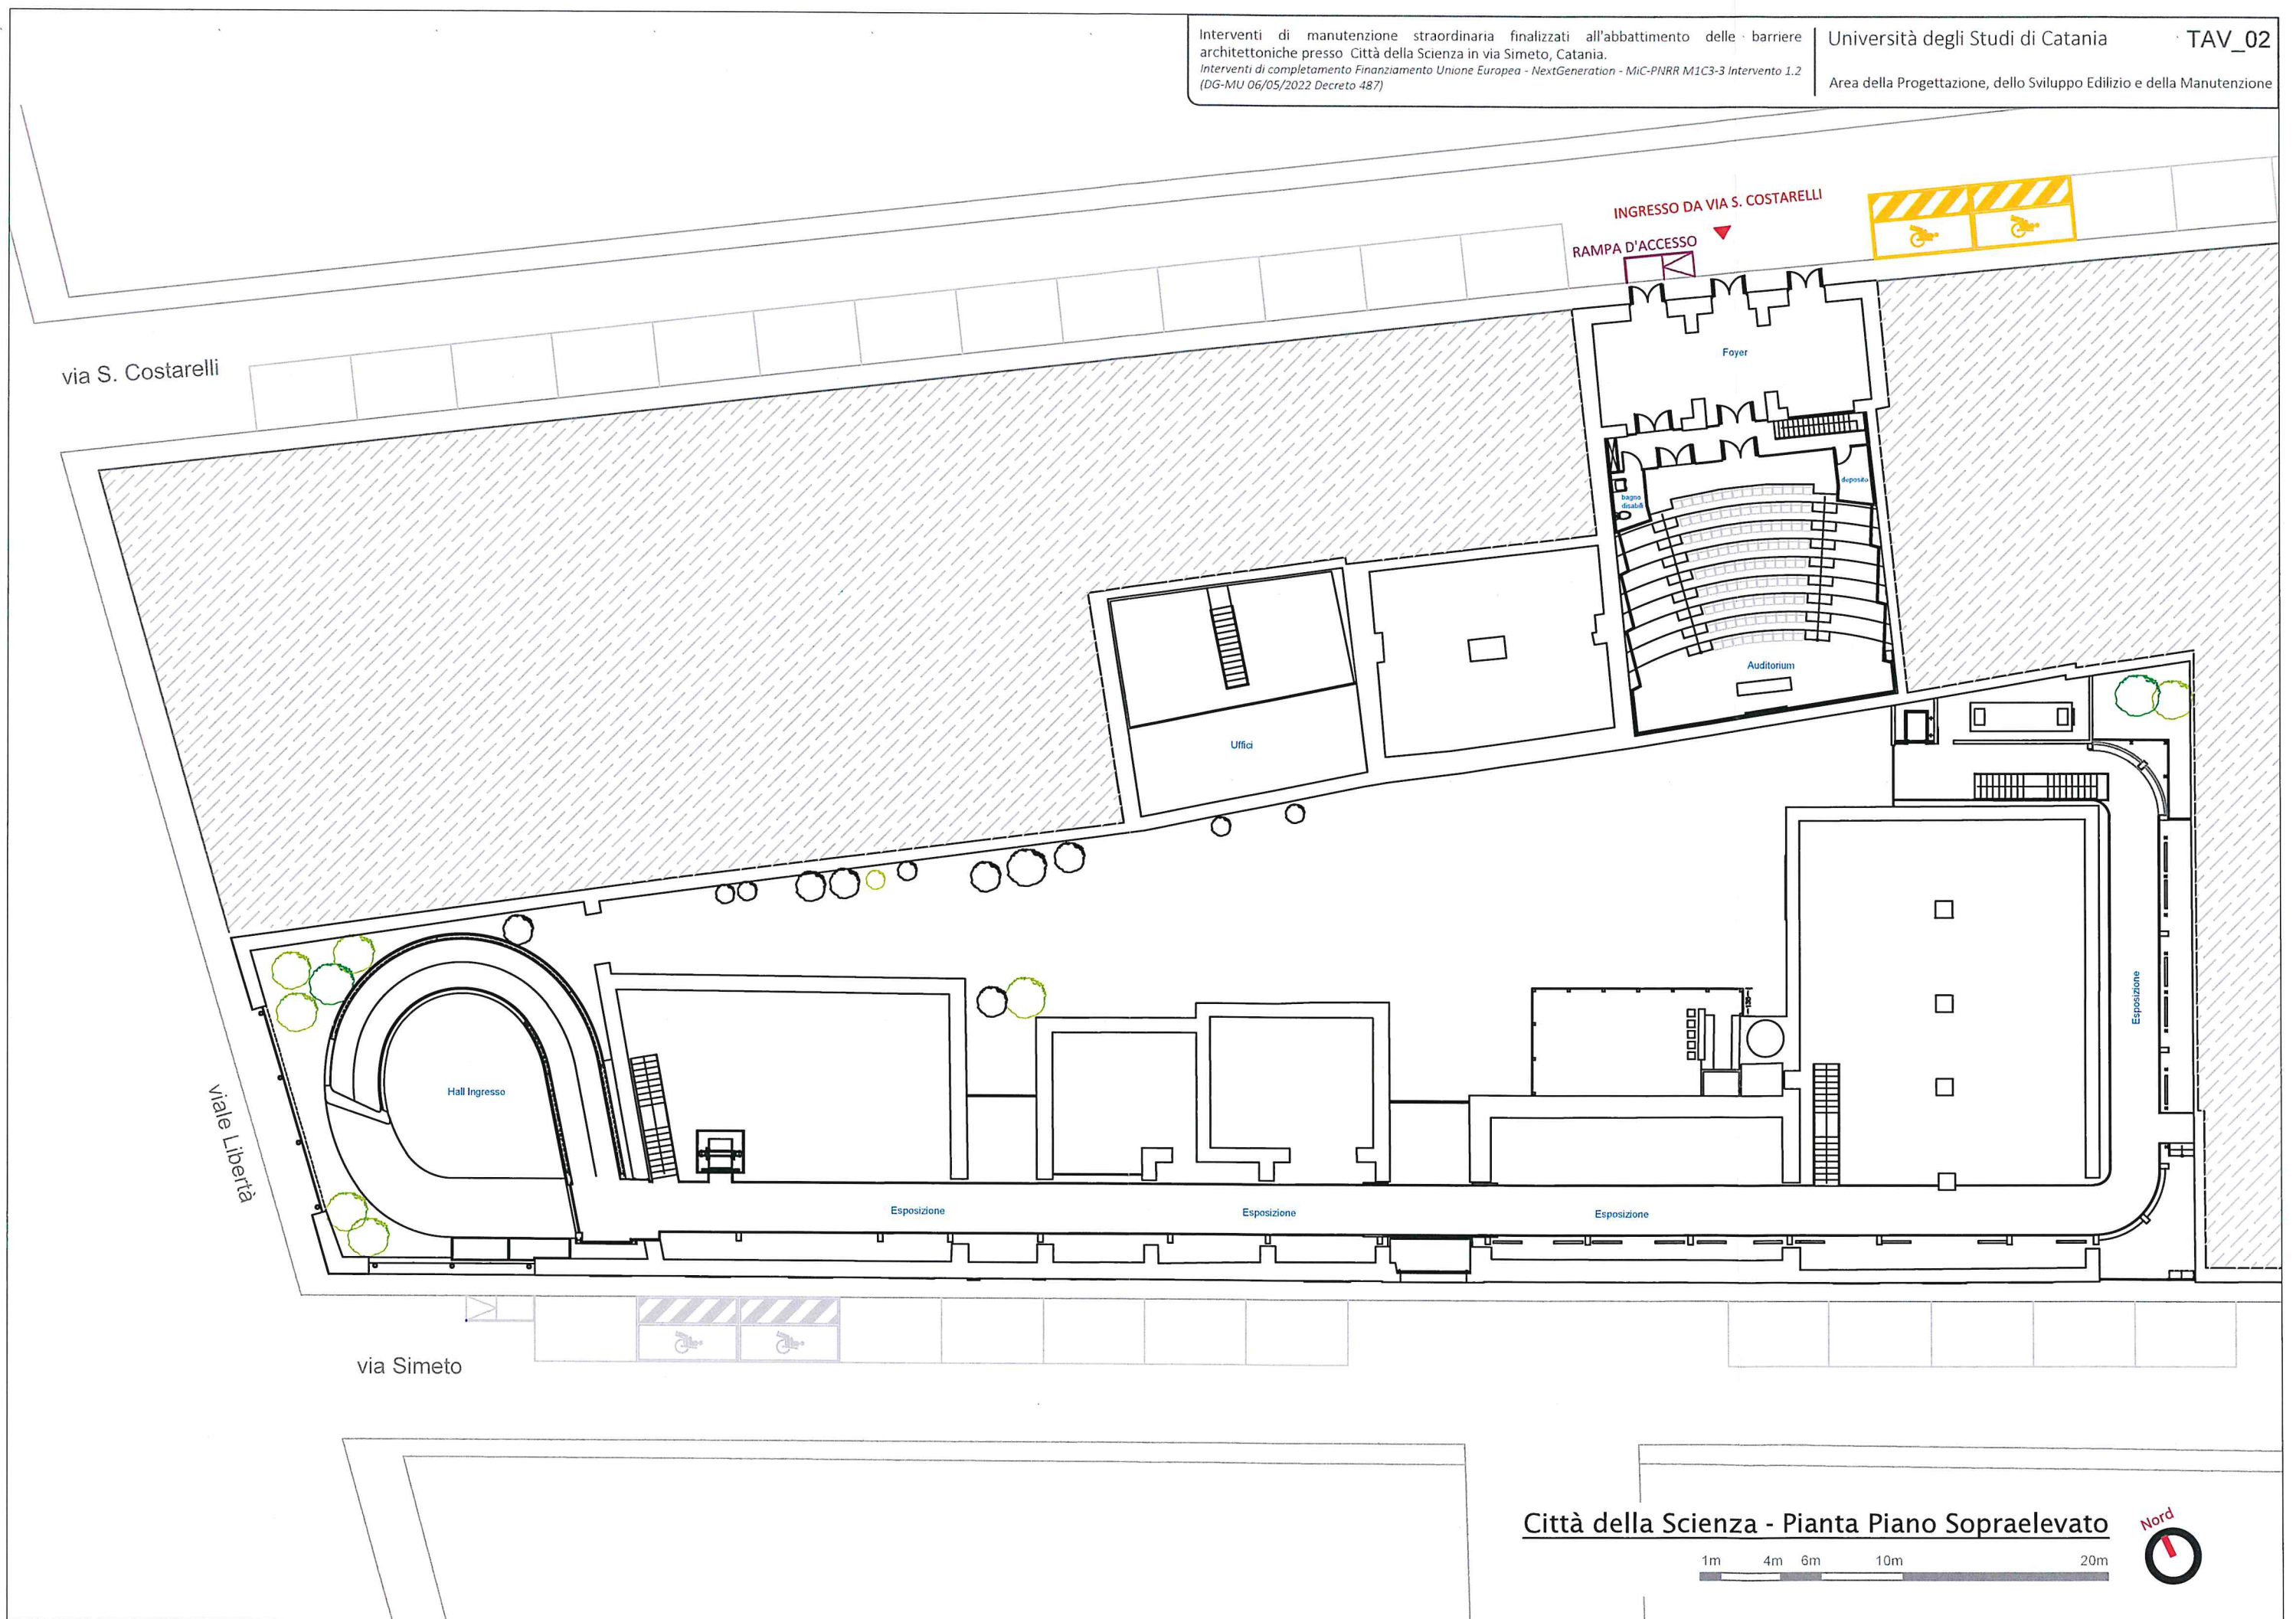 Interventi di manutenzione straordinaria finalizzati all'abbattimento delle barriere
architettoniche presso Città della Scienza in via Simeto, Catania.
Interventi di completamento Finanziamento Unione Europea - NextGeneration - MiC-PNRR M1C3-3 Intervento 1.2
(DG-MU 06/05/2022 Decreto 487)
Università degli Studi di Catania
TAV_02
Area della Progettazione, dello Sviluppo Edilizio e della Manutenzione
INGRESSO DA VIA S. COSTARELLI
RAMPA D'ACCESSO
via S. Costarelli
Foyer
deposito
bagno
disabili
Auditorium
Uffici
Esposizione
Hall Ingresso
viale Libertà
Esposizione
Esposizione
Esposizione
via Simeto
Città della Scienza - Pianta Piano Sopraelevato
Nord
1m 4m 6m 10m 20m